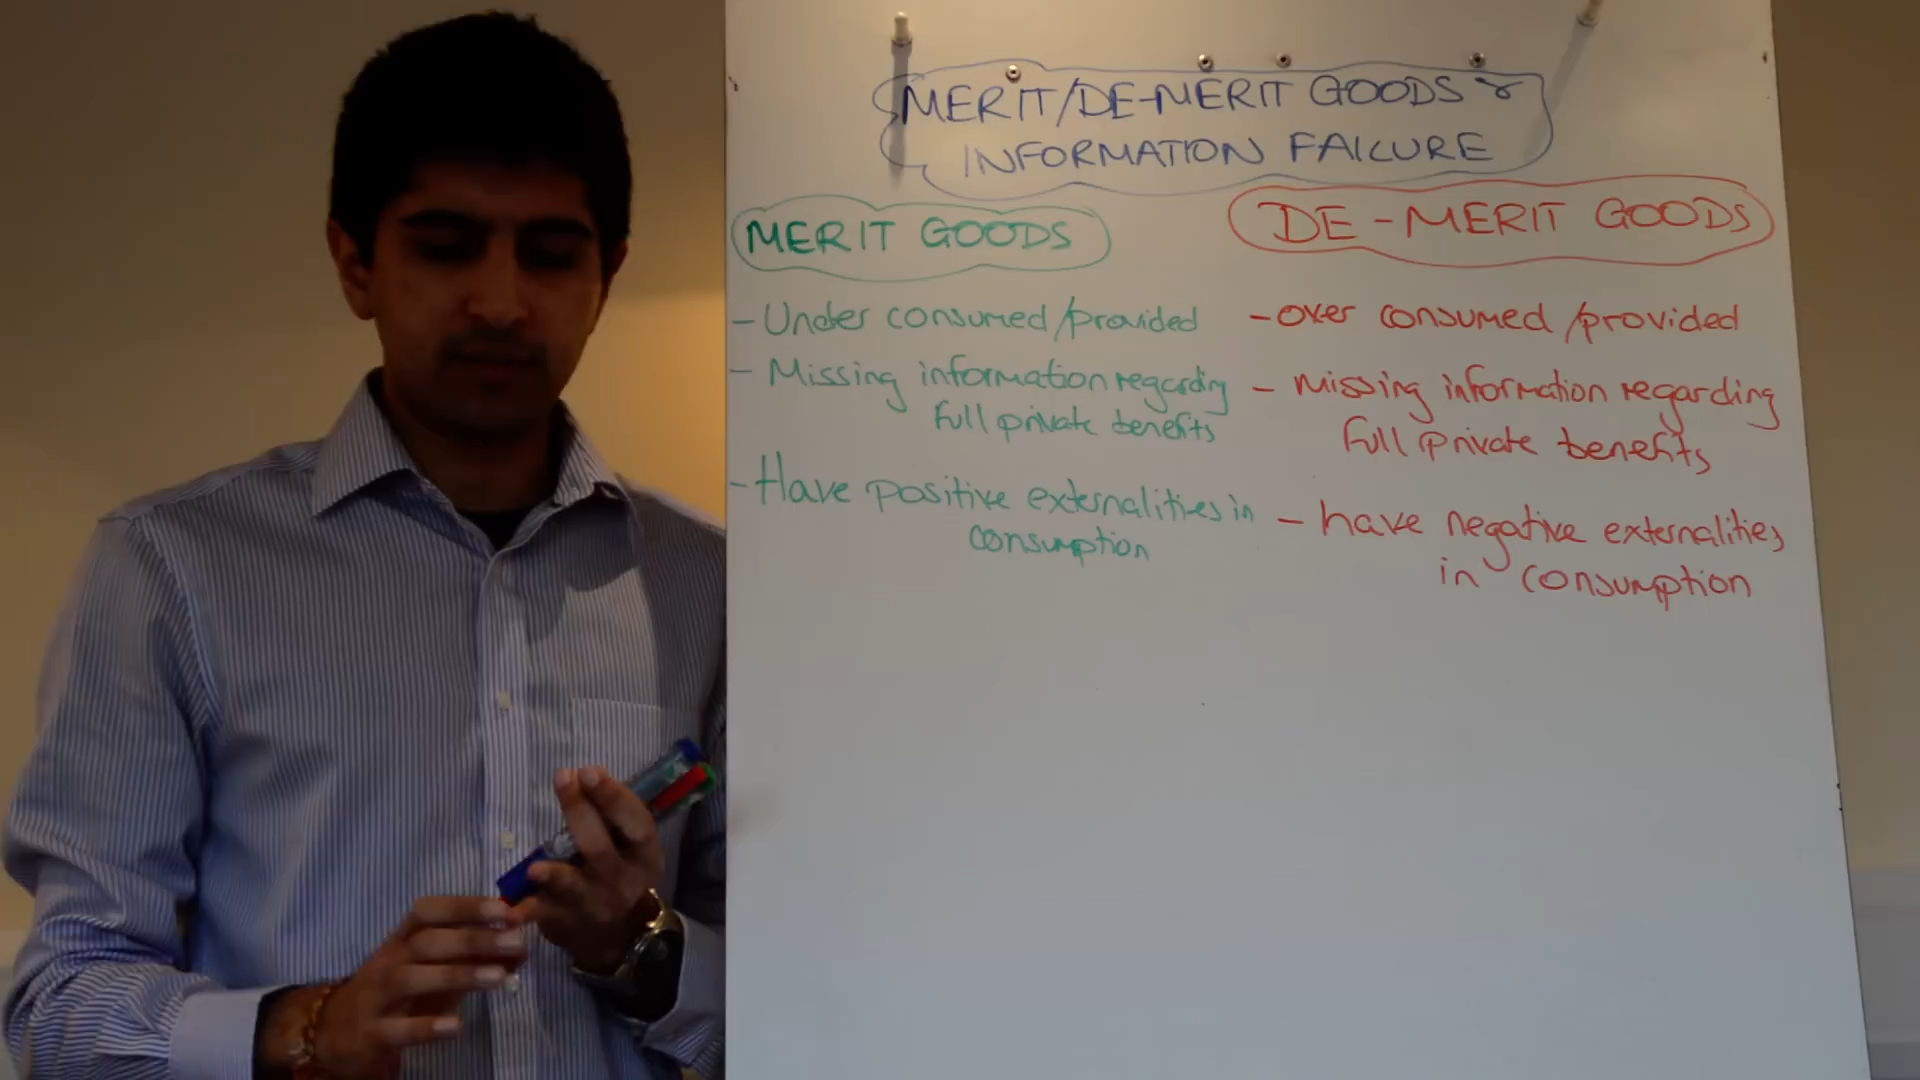 MERIT/DE-MERIT GOODS &
INFORMATION FAILURE
MERIT GOODS
- Under consumed/provided
- Missing information regarding
full private benefits
- Have positive externalities in
consumption
DE-MERIT GOODS
- over consumed/provided
- missing information regarding
full private benefits
- have negative externalities
in consumption